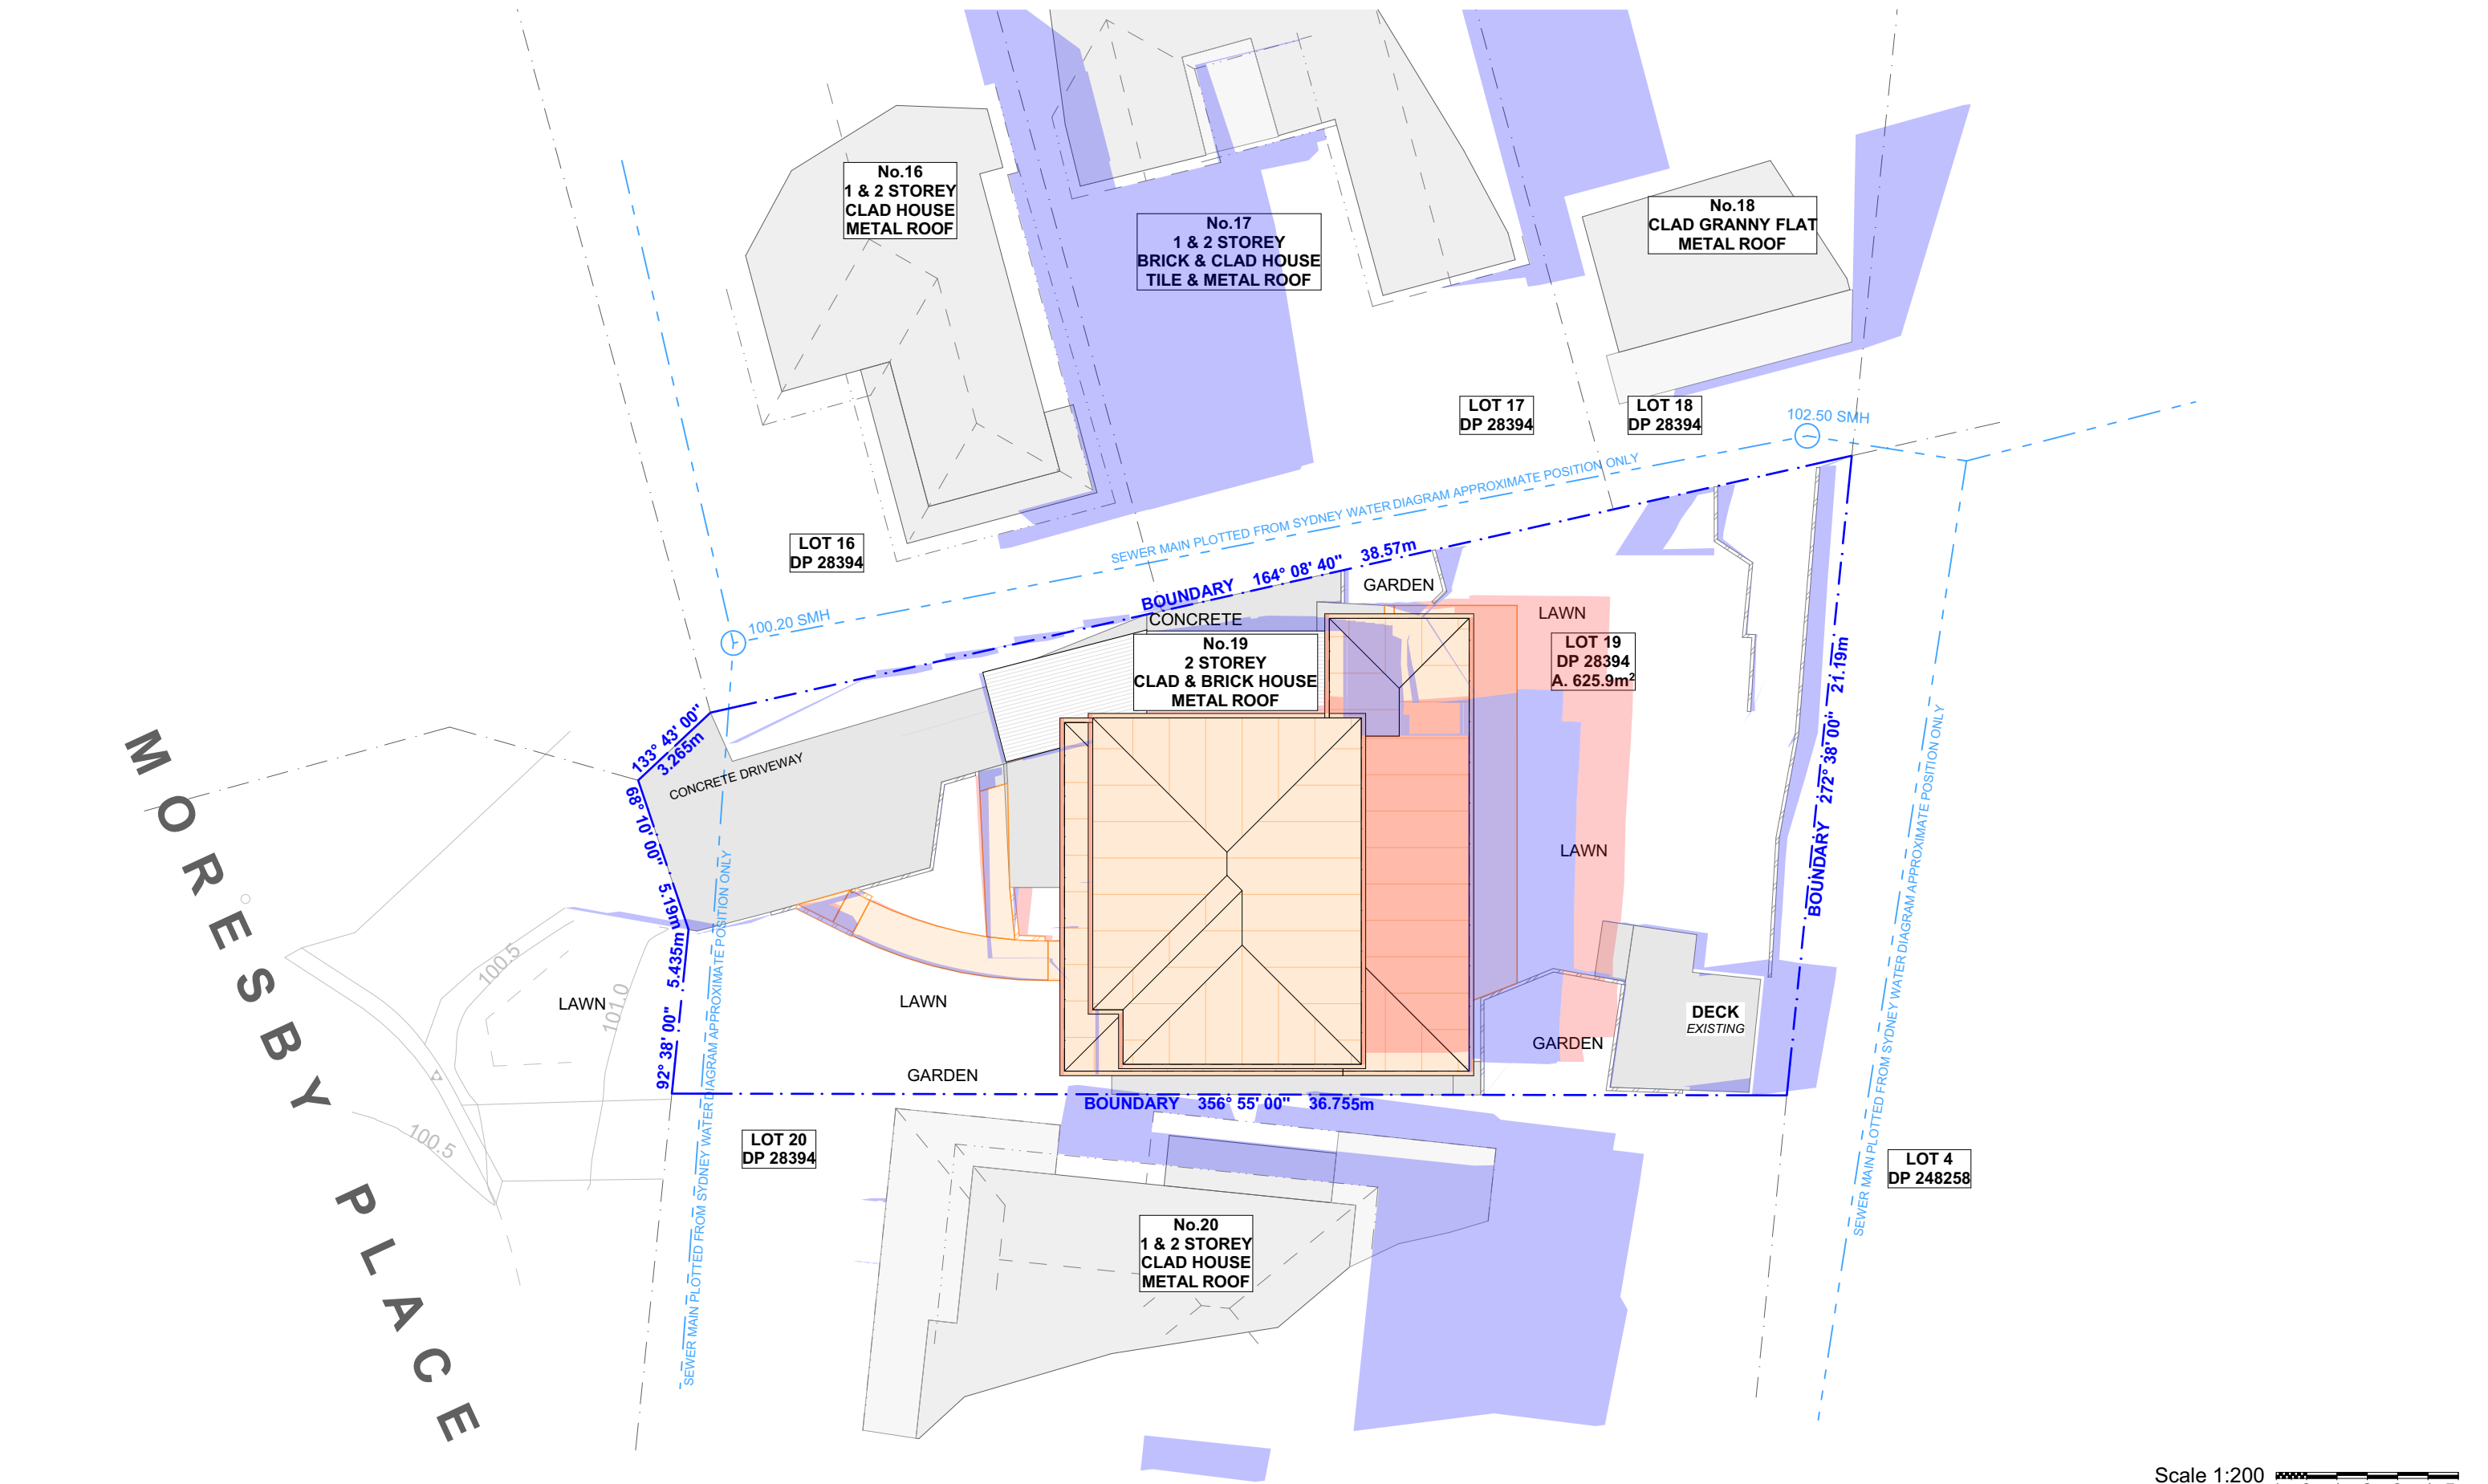 No.16
1 & 2 STOREY
CLAD HOUSE
METAL ROOF
No.17
1 & 2 STOREY
BRICK & CLAD HOUSE
TILE & METAL ROOF
No.18
CLAD GRANNY FLAT
METAL ROOF
LOT 17
DP 28394
LOT 18
DP 28394
102.50 SMH
SEWER MAIN PLOTTED FROM SYDNEY WATER DIAGRAM APPROXIMATE POSITION ONLY
LOT 16
DP 28394
BOUNDARY 164° 08' 40" 38.57m
GARDEN
100.20 SMH
CONCRETE
LAWN
No.19
2 STOREY
CLAD & BRICK HOUSE
METAL ROOF
LOT 19
DP 28394
A. 625.9m²
BOUNDARY 272° 38' 00" 21.19m
133° 43' 00"
3.265m
CONCRETE DRIVEWAY
68° 10' 00" 5.19m
MORESBY PLACE
LAWN
SEWER MAIN PLOTTED FROM SYDNEY WATER DIAGRAM APPROXIMATE POSITION ONLY
SEWER MAIN PLOTTED FROM SYDNEY WATER DIAGRAM APPROXIMATE POSITION ONLY
92° 38' 00" 5.435m
100.5
101.0
LAWN
LAWN
DECK
EXISTING
GARDEN
GARDEN
BOUNDARY 356° 55' 00" 36.755m
100.5
LOT 20
DP 28394
LOT 4
DP 248258
No.20
1 & 2 STOREY
CLAD HOUSE
METAL ROOF
Scale 1:200